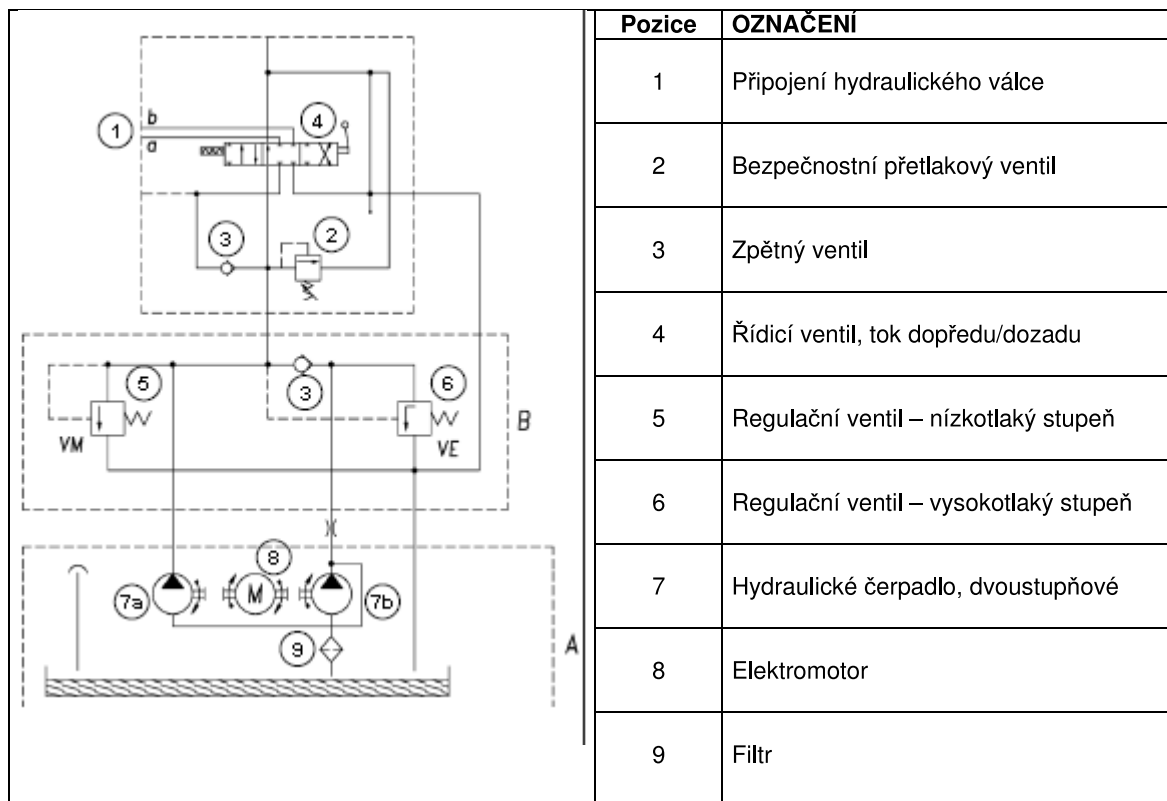 b
1
4
a
3
2
5
3
6
VM
VE
B
8
7a
M
7b
9
A
Pozice OZNAČENÍ
1 Připojení hydraulického válce
2 Bezpečnostní přetlakový ventil
3 Zpětný ventil
4 Řídicí ventil, tok dopředu/dozadu
5 Regulační ventil – nízkotlaký stupeň
6 Regulační ventil – vysokotlaký stupeň
7 Hydraulické čerpadlo, dvoustupňové
8 Elektromotor
9 Filtr